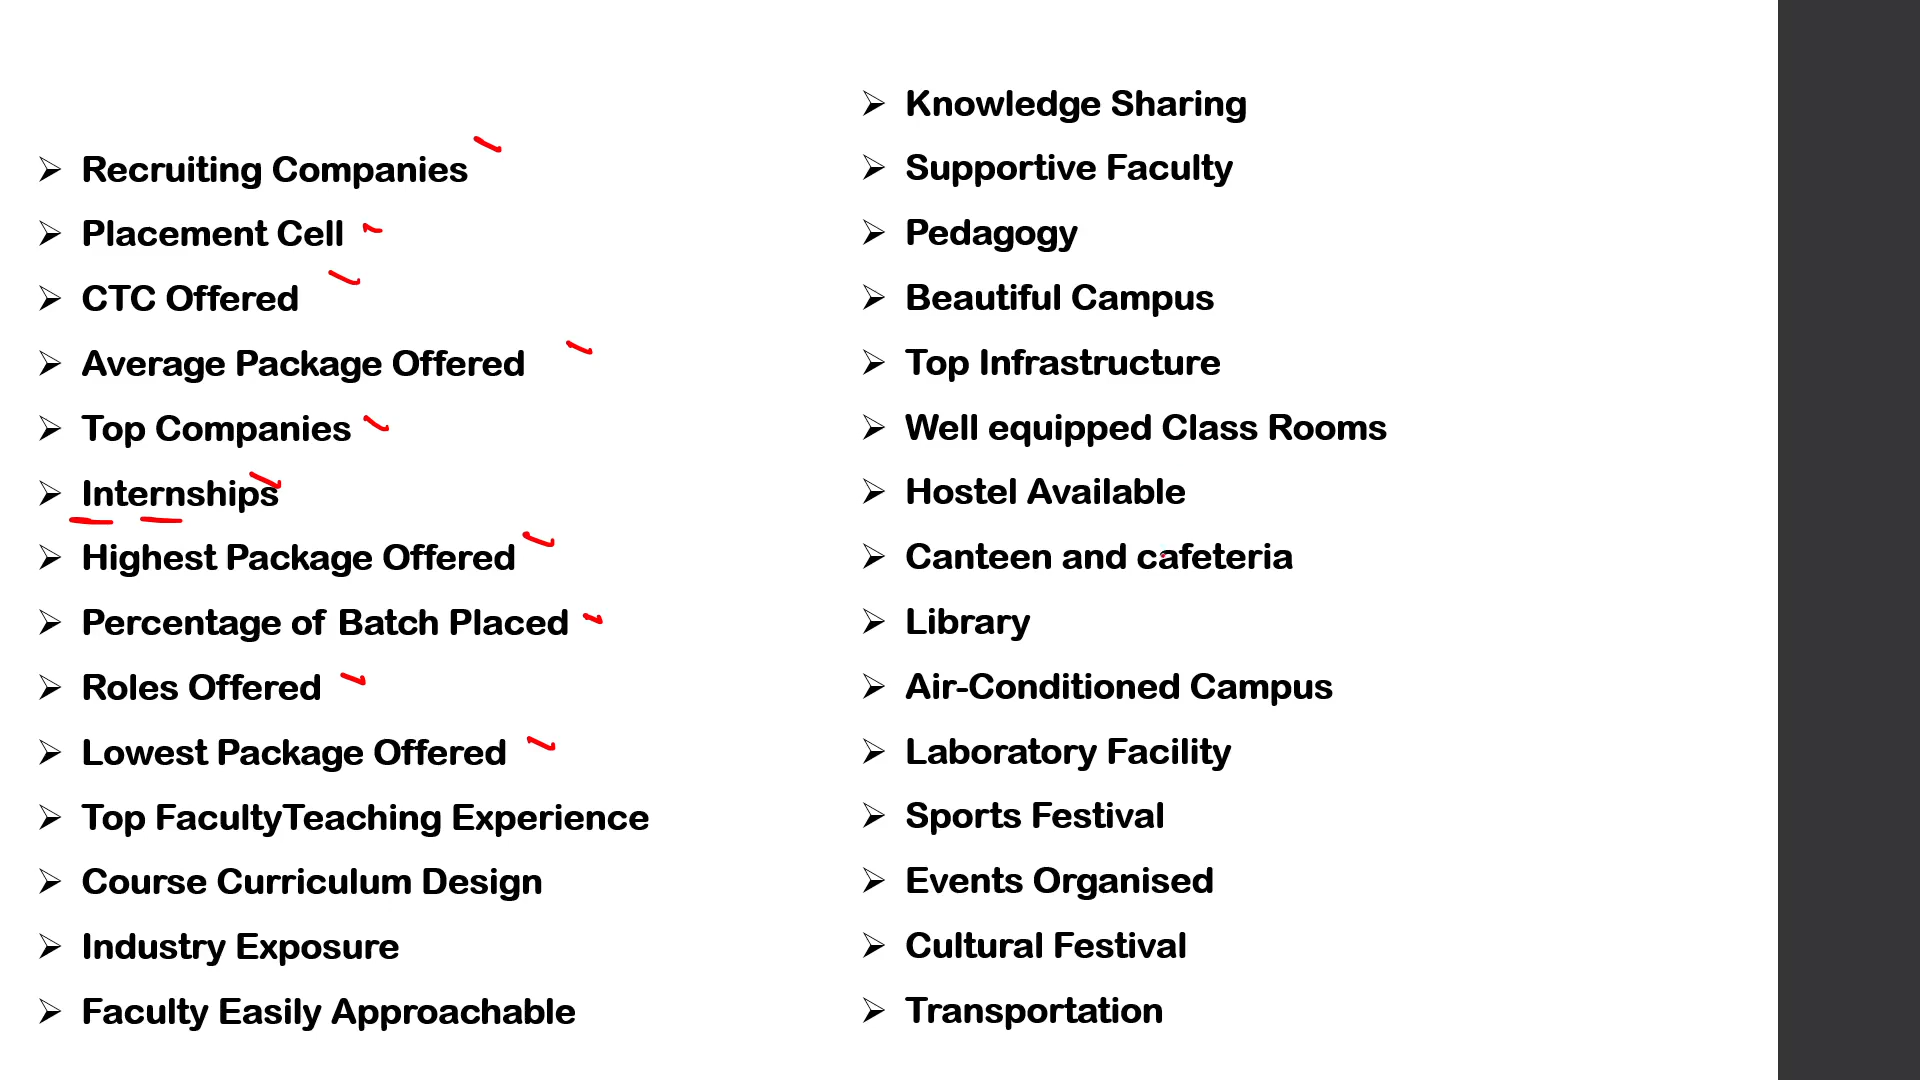 Recruiting Companies
Placement Cell
CTC Offered
Average Package Offered
Top Companies
Internships
Highest Package Offered
Percentage of Batch Placed
Roles Offered
Lowest Package Offered
Top FacultyTeaching Experience
Course Curriculum Design
Industry Exposure
Faculty Easily Approachable
Knowledge Sharing
Supportive Faculty
Pedagogy
Beautiful Campus
Top Infrastructure
Well equipped Class Rooms
Hostel Available
Canteen and cafeteria
Library
Air-Conditioned Campus
Laboratory Facility
Sports Festival
Events Organised
Cultural Festival
Transportation